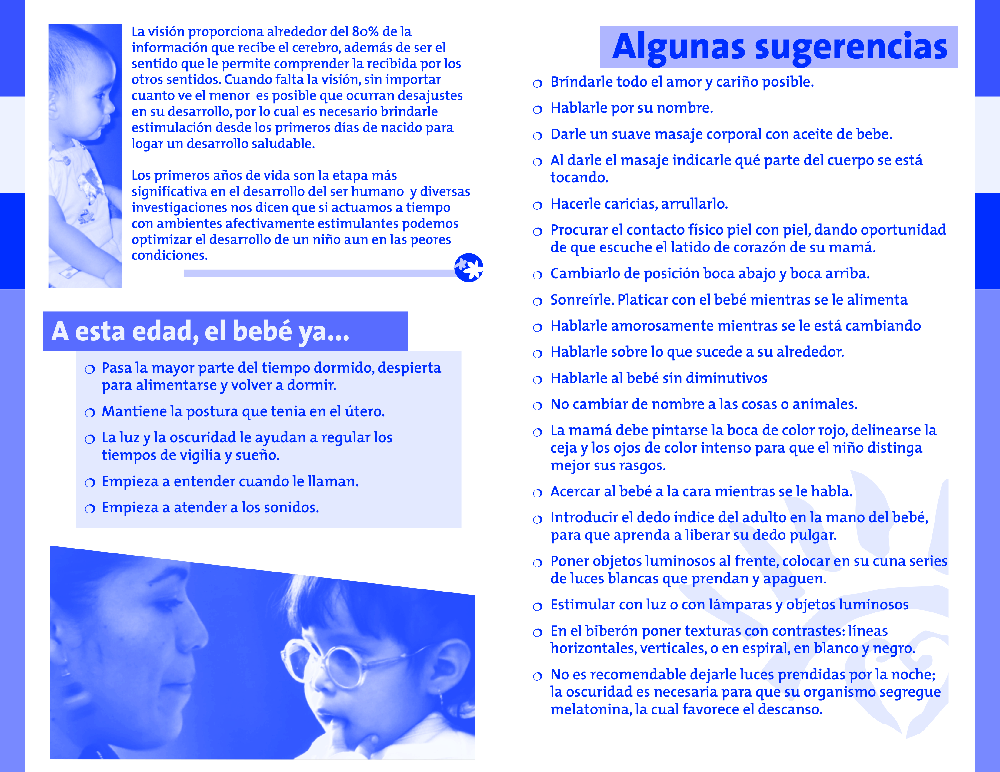 La visión proporciona alrededor del 80% de la
información que recibe el cerebro, además de ser el
sentido que le permite comprender la recibida por los
otros sentidos. Cuando falta la visión, sin importar
cuanto ve el menor  es posible que ocurran desajustes
en su desarrollo, por lo cual es necesario brindarle
estimulación desde los primeros días de nacido para
logar un desarrollo saludable.
Los primeros años de vida son la etapa más
significativa en el desarrollo del ser humano  y diversas
investigaciones nos dicen que si actuamos a tiempo
con ambientes afectivamente estimulantes podemos
optimizar el desarrollo de un niño aun en las peores
condiciones.
A esta edad, el bebé ya...
❍ Pasa la mayor parte del tiempo dormido, despierta
para alimentarse y volver a dormir.
❍ Mantiene la postura que tenia en el útero.
❍ La luz y la oscuridad le ayudan a regular los
tiempos de vigilia y sueño.
❍ Empieza a entender cuando le llaman.
❍ Empieza a atender a los sonidos.
Algunas sugerencias
❍ Bríndarle todo el amor y cariño posible.
❍ Hablarle por su nombre.
❍ Darle un suave masaje corporal con aceite de bebe.
❍ Al darle el masaje indicarle qué parte del cuerpo se está
tocando.
❍ Hacerle caricias, arrullarlo.
❍ Procurar el contacto físico piel con piel, dando oportunidad
de que escuche el latido de corazón de su mamá.
❍ Cambiarlo de posición boca abajo y boca arriba.
❍ Sonreírle. Platicar con el bebé mientras se le alimenta
❍ Hablarle amorosamente mientras se le está cambiando
❍ Hablarle sobre lo que sucede a su alrededor.
❍ Hablarle al bebé sin diminutivos
❍ No cambiar de nombre a las cosas o animales.
❍ La mamá debe pintarse la boca de color rojo, delinearse la
ceja y los ojos de color intenso para que el niño distinga
mejor sus rasgos.
❍ Acercar al bebé a la cara mientras se le habla.
❍ Introducir el dedo índice del adulto en la mano del bebé,
para que aprenda a liberar su dedo pulgar.
❍ Poner objetos luminosos al frente, colocar en su cuna series
de luces blancas que prendan y apaguen.
❍ Estimular con luz o con lámparas y objetos luminosos
❍ En el biberón poner texturas con contrastes: líneas
horizontales, verticales, o en espiral, en blanco y negro.
❍ No es recomendable dejarle luces prendidas por la noche;
la oscuridad es necesaria para que su organismo segregue
melatonina, la cual favorece el descanso.